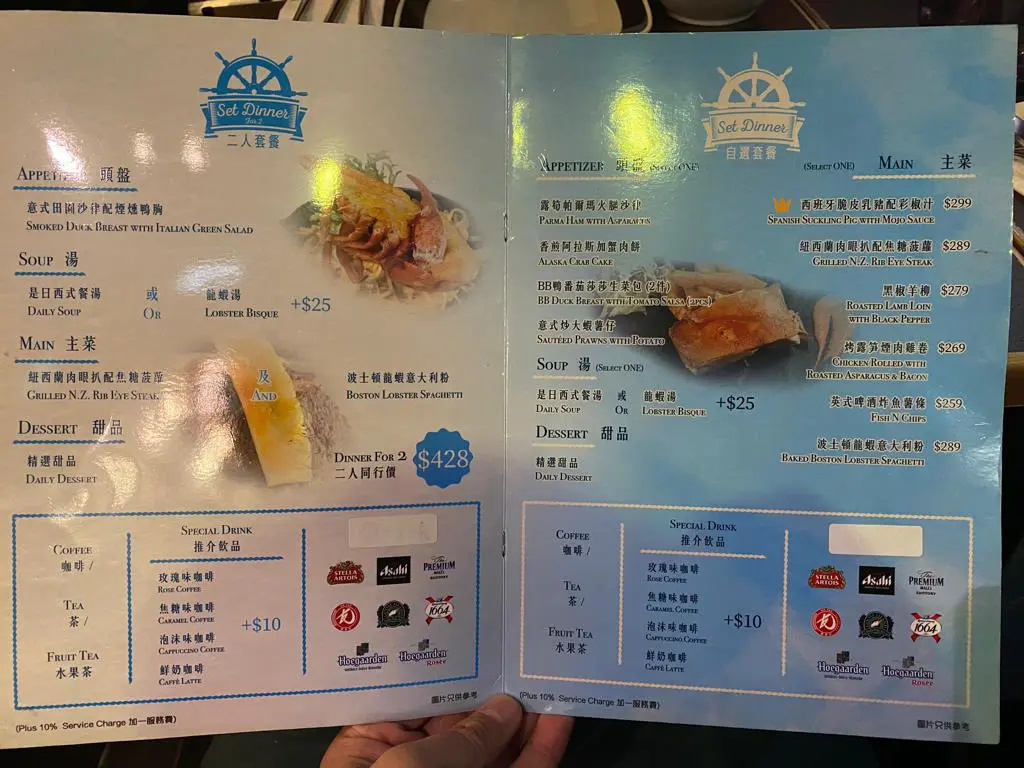 Set Dinner
For 2
二人套餐
頭盤
意式田園沙律配煙燻鴨胸
Smoked Duck Breast with Italian Green Salad
Soup 湯
是日西式餐湯 或 龍蝦湯
Daily Soup Or Lobster Bisque +$25
Main 主菜
紐西蘭肉眼扒配焦糖菠蘿 及 波士頓龍蝦意大利粉
Grilled N.Z. Rib Eye Steak And Boston Lobster Spaghetti
Dessert 甜品
精選甜品
Daily Dessert
Dinner For 2
二人同行價
$428
Coffee
咖啡 /
Tea
茶 /
Fruit Tea
水果茶
Special Drink
推介飲品
玫瑰味咖啡
Rose Coffee
焦糖味咖啡
Caramel Coffee
泡沫味咖啡
Cappuccino Coffee
鮮奶咖啡
Caffè Latte
+$10
STELLA ARTOIS
Asahi
The PREMIUM MALT'S SUNTORY
1664
Hoegaarden
Hoegaarden Rosée
圖片只供參考
(Plus 10% Service Charge 加一服務費)
Set Dinner
自選套餐
Appetizer 頭盤 (Select ONE)
露筍帕爾瑪火腿沙律
Parma Ham with Asparagus
香煎阿拉斯加蟹肉餅
Alaska Crab Cake
BB鴨番茄莎莎生菜包 (2件)
BB Duck Breast with Tomato Salsa (2pcs)
意式炒大蝦薯仔
Sautéed Prawns with Potato
Soup 湯 (Select ONE)
是日西式餐湯 或 龍蝦湯
Daily Soup Or Lobster Bisque +$25
Dessert 甜品
精選甜品
Daily Dessert
(Select ONE) Main 主菜
西班牙脆皮乳豬配彩椒汁 $299
Spanish Suckling Pig with Mojo Sauce
紐西蘭肉眼扒配焦糖菠蘿 $289
Grilled N.Z. Rib Eye Steak
黑椒羊柳 $279
Roasted Lamb Loin
with Black Pepper
烤露笋煙肉雞卷 $269
Chicken Rolled with
Roasted Asparagus & Bacon
英式啤酒炸魚薯條 $259
Fish N Chips
波士頓龍蝦意大利粉 $289
Baked Boston Lobster Spaghetti
Coffee
咖啡 /
Tea
茶 /
Fruit Tea
水果茶
Special Drink
推介飲品
玫瑰味咖啡
Rose Coffee
焦糖味咖啡
Caramel Coffee
泡沫味咖啡
Cappuccino Coffee
鮮奶咖啡
Caffè Latte
+$10
STELLA ARTOIS
Asahi
The PREMIUM MALT'S SUNTORY
1664
Hoegaarden
Hoegaarden Rosée
(Plus 10% Service Charge 加一服務費)
圖片只供參考